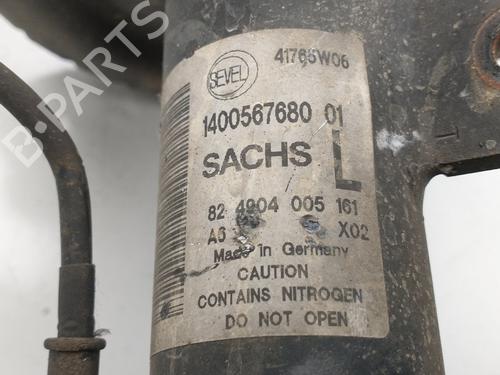 SEVEL
41765W06
1400567680 01
SACHS L
82 4904 005 161
A6 X02
Made in Germany
CAUTION
CONTAINS NITROGEN
DO NOT OPEN